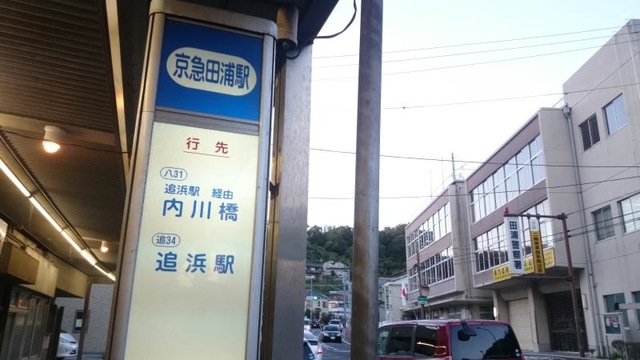 京急田浦駅
行先
八31
追浜駅 経由
内川橋
追34
追浜駅
田浦警察署